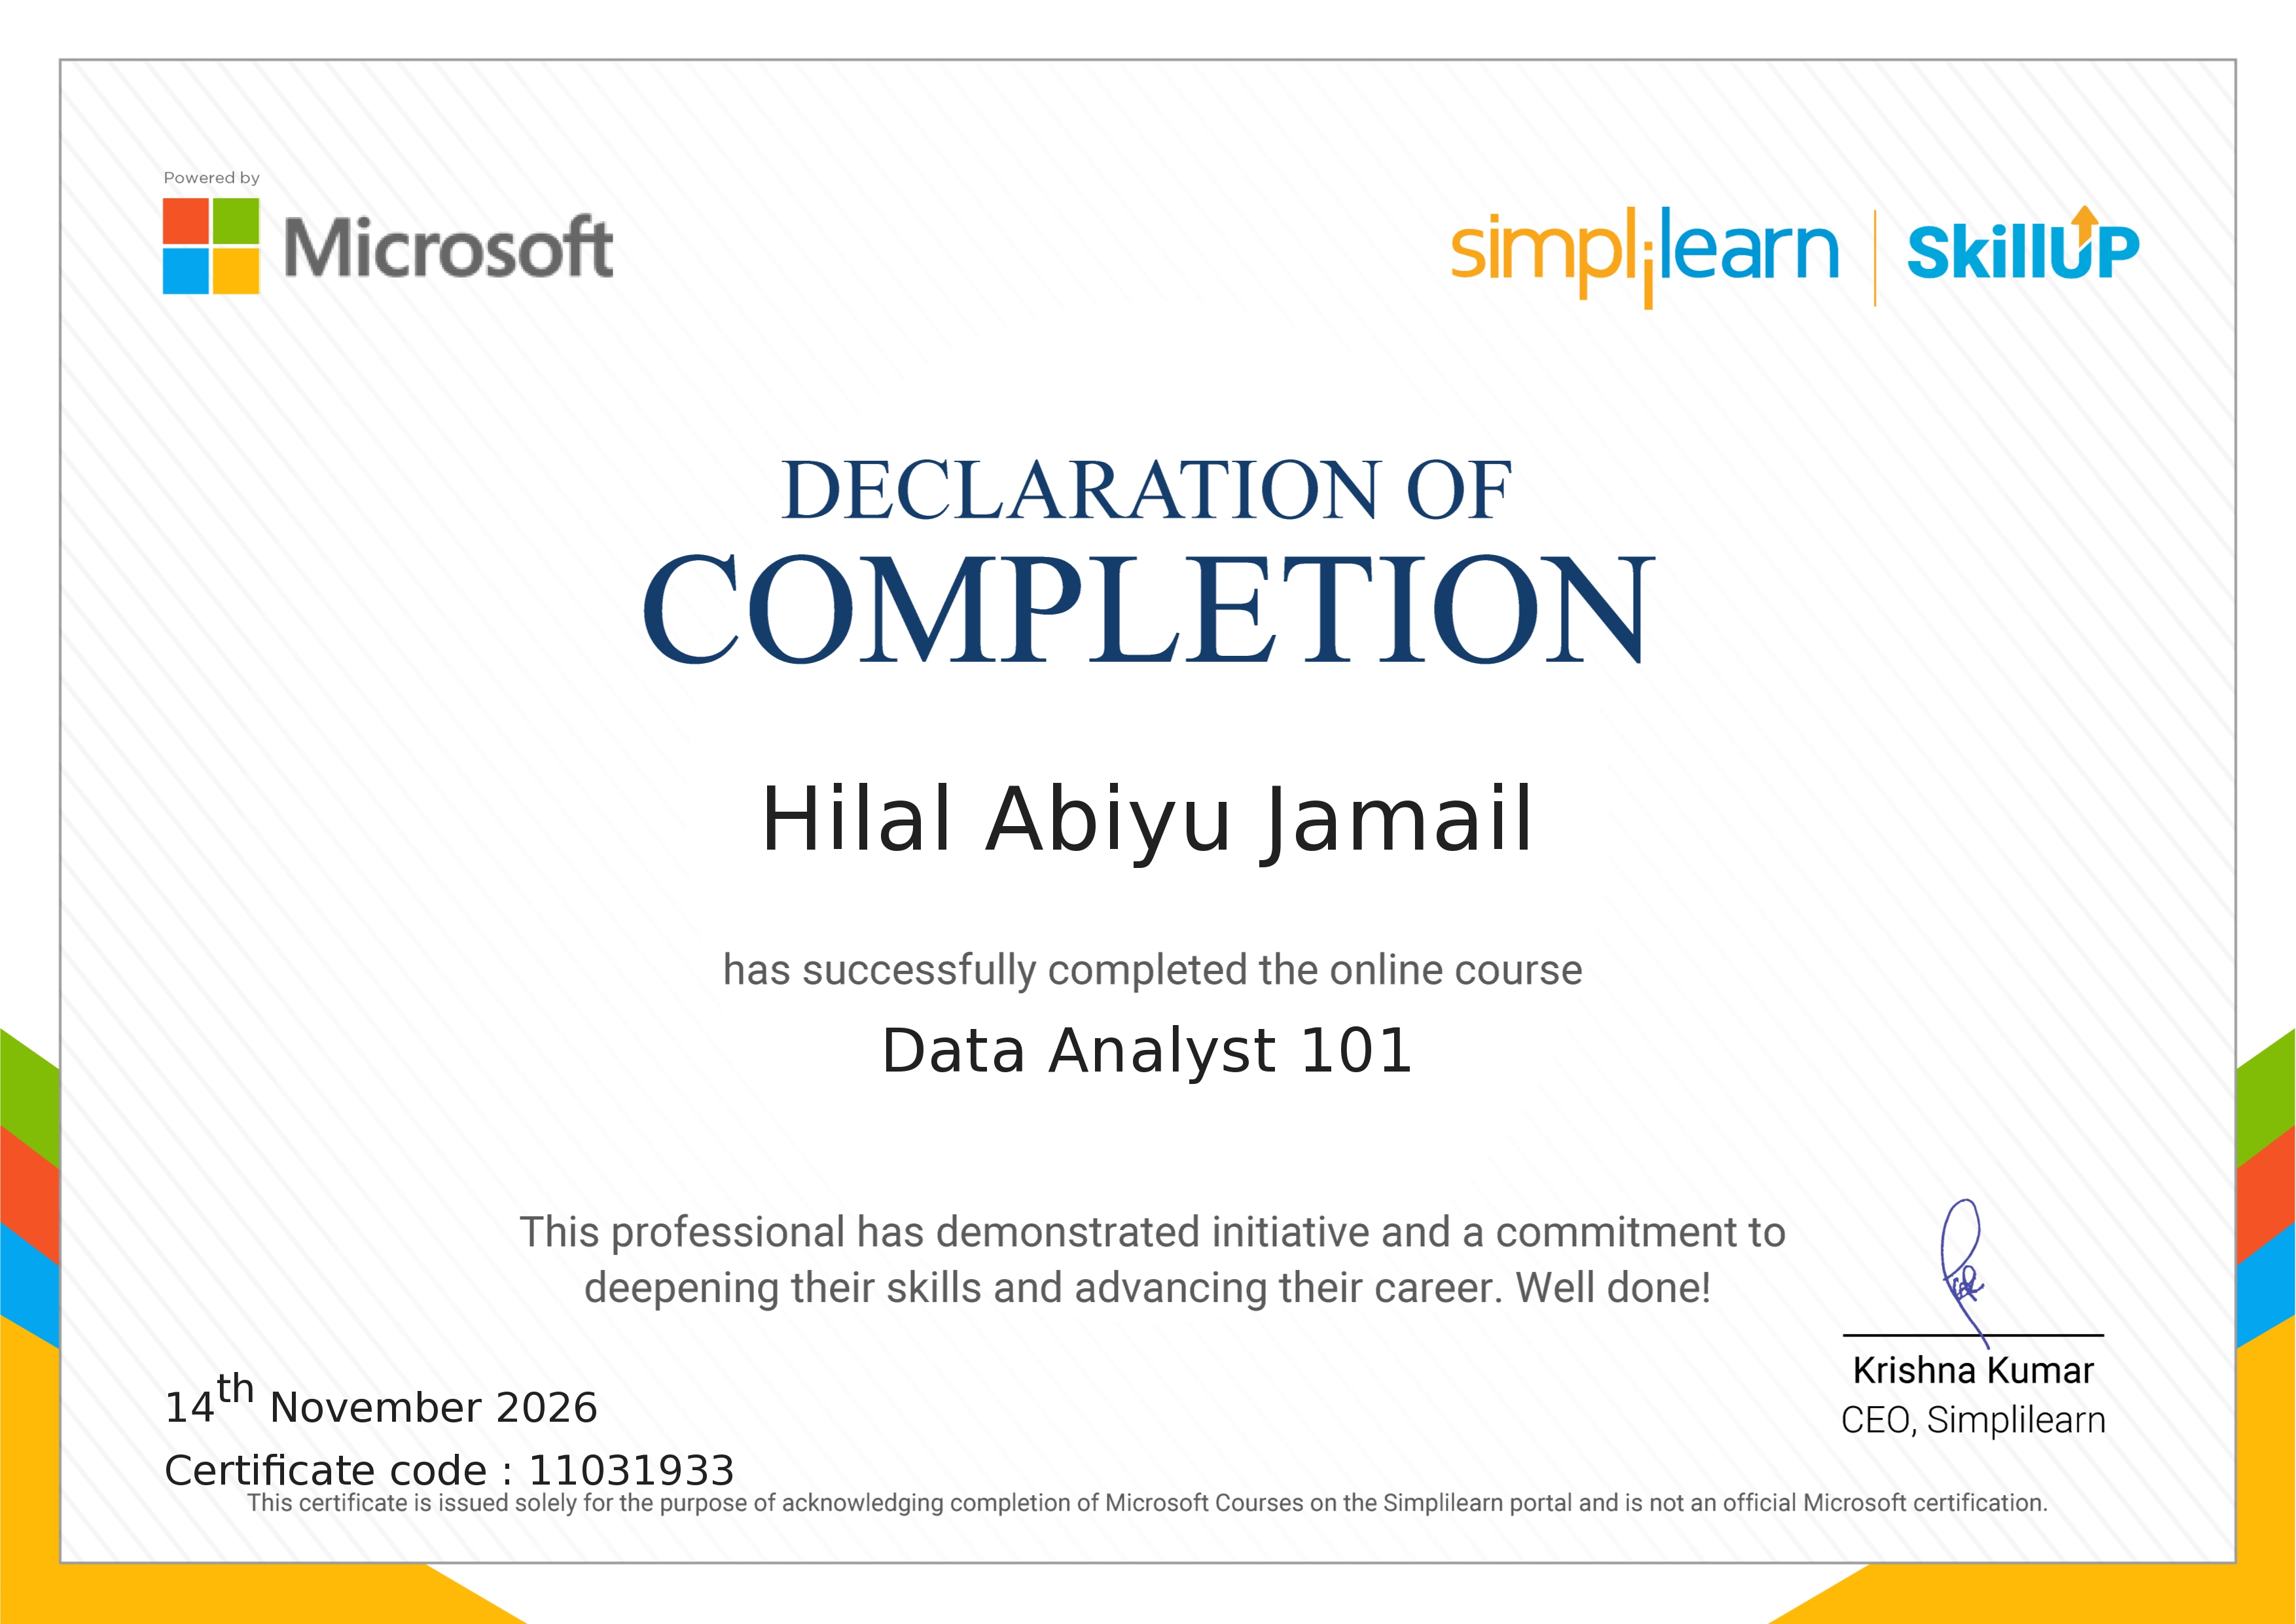 Powered by
Microsoft
simplilearn | SkillUP
DECLARATION OF
COMPLETION
Hilal Abiyu Jamail
has successfully completed the online course
Data Analyst 101
This professional has demonstrated initiative and a commitment to
deepening their skills and advancing their career. Well done!
Krishna Kumar
CEO, Simplilearn
14th November 2026
Certificate code : 11031933
This certificate is issued solely for the purpose of acknowledging completion of Microsoft Courses on the Simplilearn portal and is not an official Microsoft certification.